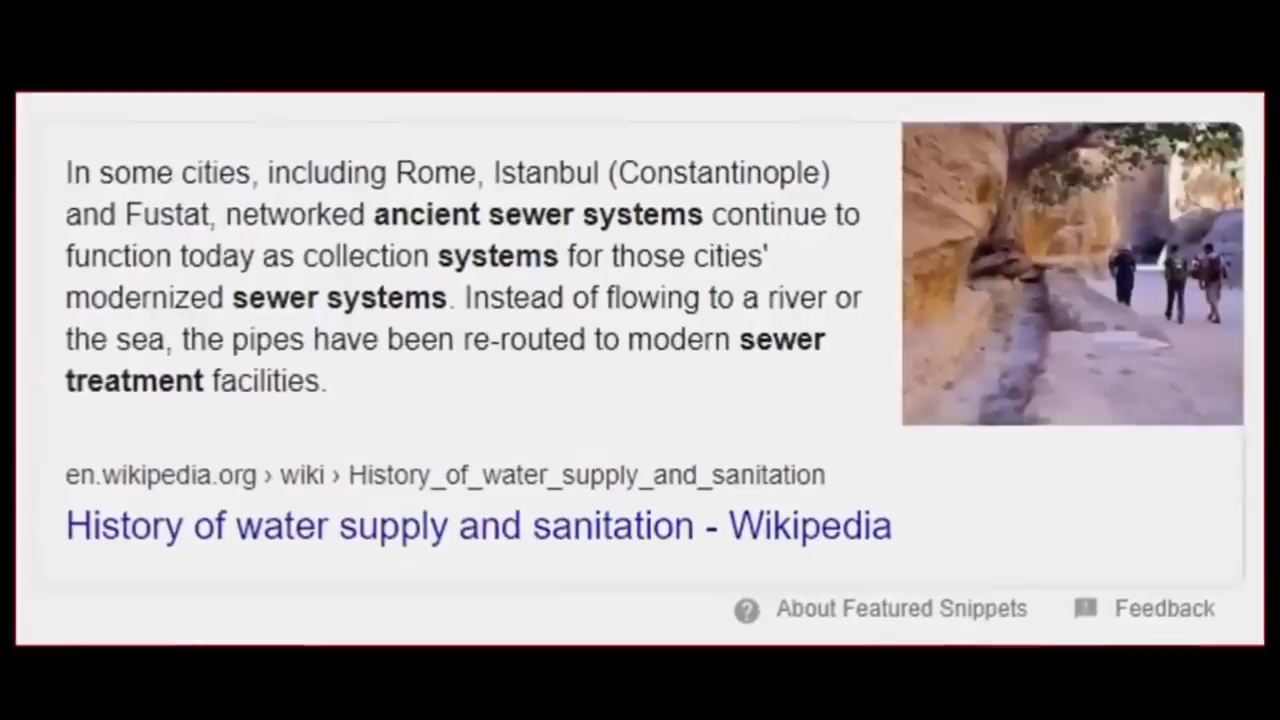 In some cities, including Rome, Istanbul (Constantinople)
and Fustat, networked ancient sewer systems continue to
function today as collection systems for those cities'
modernized sewer systems. Instead of flowing to a river or
the sea, the pipes have been re-routed to modern sewer
treatment facilities.
en.wikipedia.org › wiki › History_of_water_supply_and_sanitation
History of water supply and sanitation - Wikipedia
About Featured Snippets
Feedback